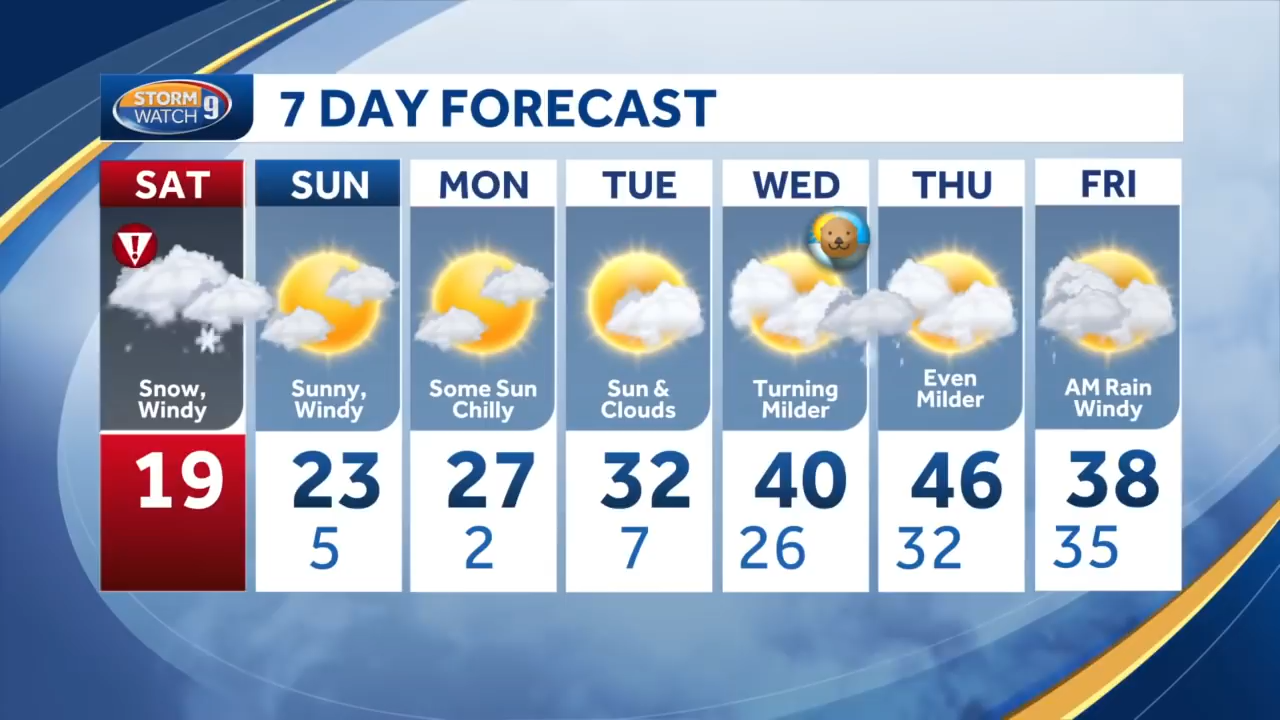 STORM
WATCH 9
7 DAY FORECAST
SAT
SUN
MON
TUE
WED
THU
FRI
!
Snow,
Windy
Sunny,
Windy
Some Sun
Chilly
Sun &
Clouds
Turning
Milder
Even
Milder
AM Rain
Windy
19
23
27
32
40
46
38
5
2
7
26
32
35